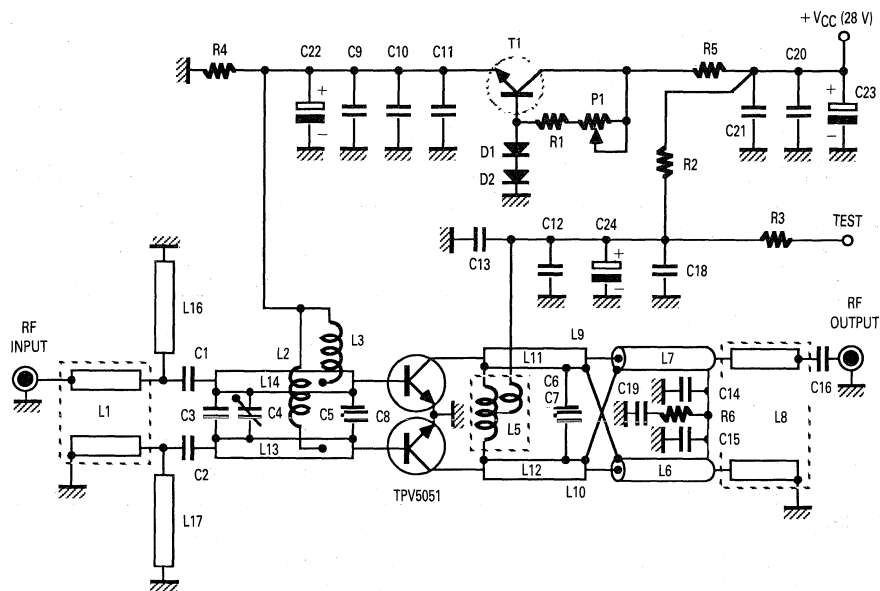 + VCC (28 V)
R4
C22
C9
C10
C11
T1
R5
C20
C23
+
−
+
−
P1
R1
C21
D1
D2
R2
R3
TEST
C12
C24
C13
+
−
C18
L16
RF
INPUT
L3
L9
RF
OUTPUT
C1
L2
L14
L11
L7
C16
L1
C3
C4
C5
C8
C6
C7
C19
C14
R6
L8
L5
C15
C2
L13
L12
L10
L6
L17
TPV5051